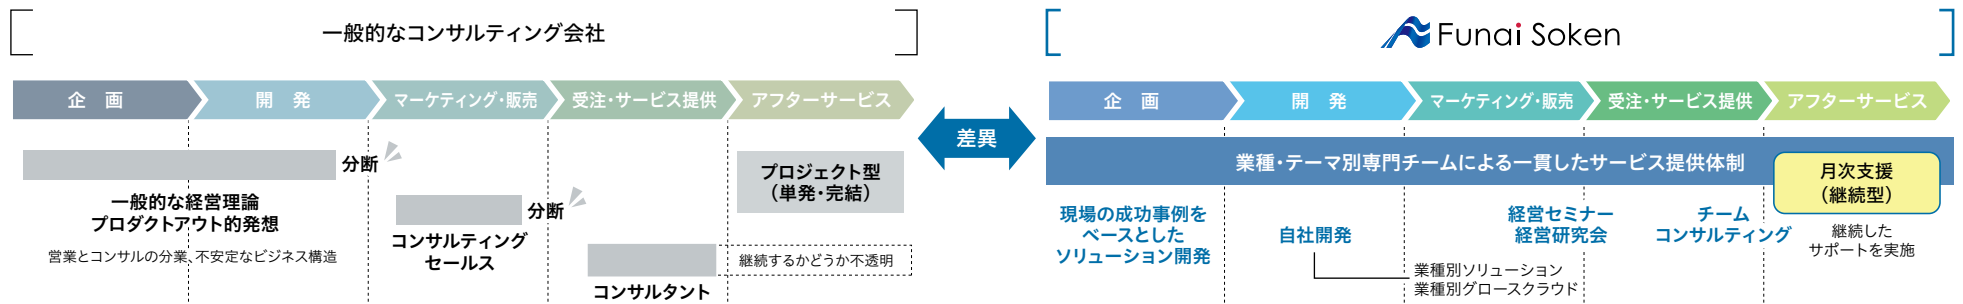 一般的なコンサルティング会社
企 画
開 発
マーケティング・販売
受注・サービス提供
アフターサービス
分断
一般的な経営理論
プロダクトアウト的発想
営業とコンサルの分業、不安定なビジネス構造
分断
コンサルティング
セールス
コンサルタント
プロジェクト型
（単発・完結）
継続するかどうか不透明
差異
Funai Soken
企 画
開 発
マーケティング・販売
受注・サービス提供
アフターサービス
業種・テーマ別専門チームによる一貫したサービス提供体制
現場の成功事例を
ベースとした
ソリューション開発
自社開発
業種別ソリューション
業種別グロースクラウド
経営セミナー
経営研究会
チーム
コンサルティング
月次支援
（継続型）
継続した
サポートを実施